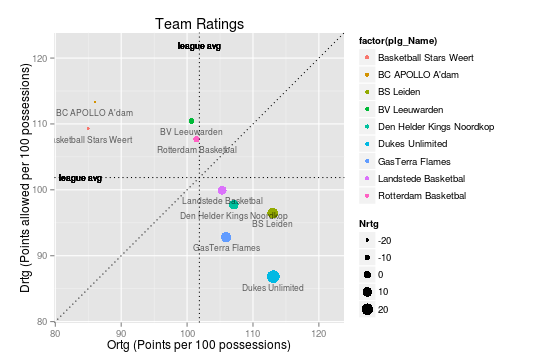 Team Ratings
league avg
120
110
100
90
80
Drtg (Points allowed per 100 possessions)
BC APOLLO A'dam
asketball Stars Weert
BV Leeuwarden
Rotterdam Basketbal
league avg
Landstede Basketbal
Den Helder Kings Noordkop
BS Leiden
GasTerra Flames
Dukes Unlimited
80 90 100 110 120
Ortg (Points per 100 possessions)
factor(plg_Name)
Basketball Stars Weert
BC APOLLO A'dam
BS Leiden
BV Leeuwarden
Den Helder Kings Noordkop
Dukes Unlimited
GasTerra Flames
Landstede Basketbal
Rotterdam Basketbal
Nrtg
-20
-10
0
10
20